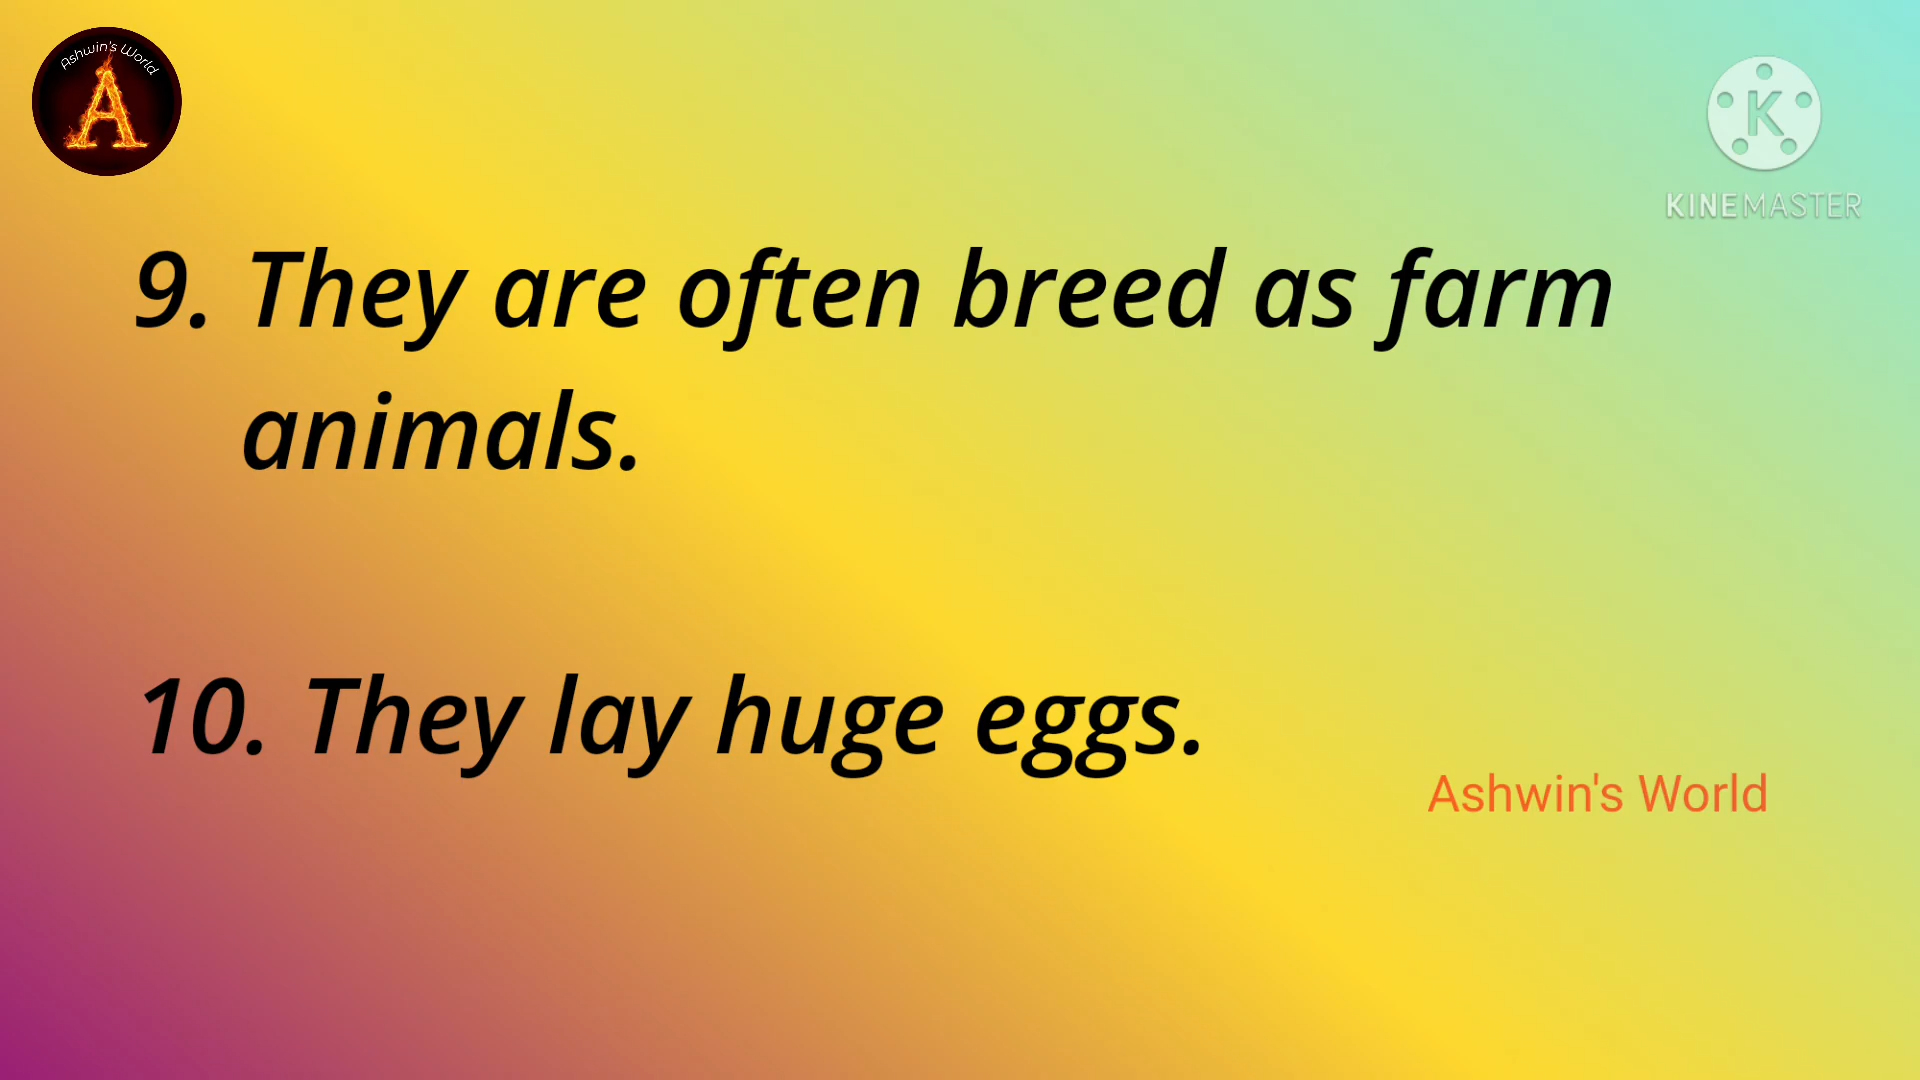 Ashwin's World
A
K
KINEMASTER
9. They are often breed as farm
animals.
10. They lay huge eggs.
Ashwin's World